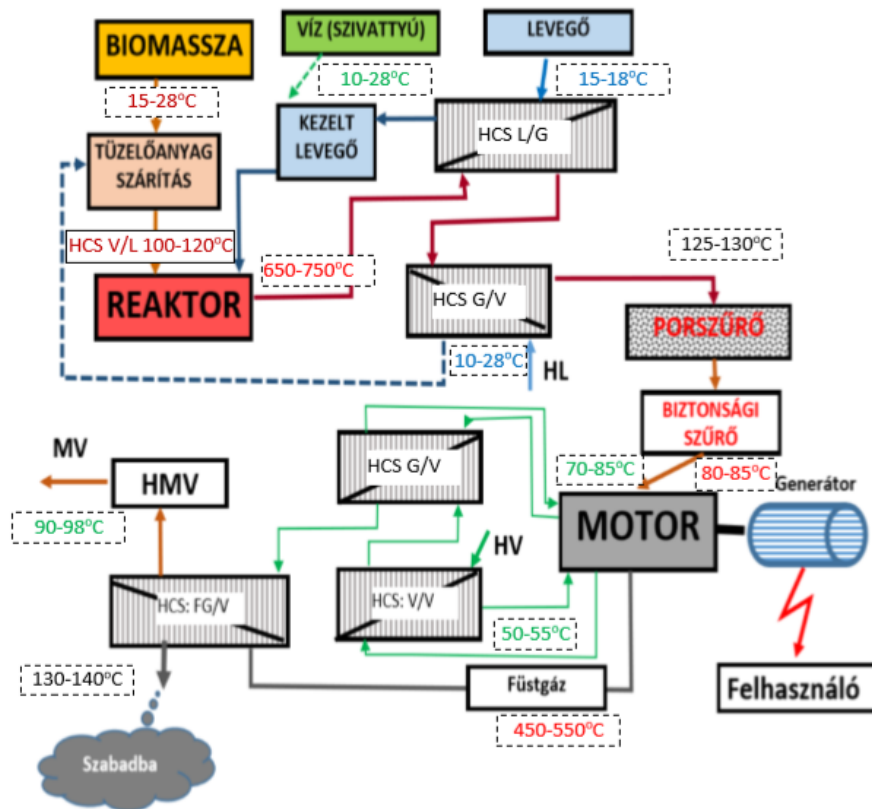 BIOMASSZA
VÍZ (SZIVATTYÚ)
LEVEGŐ
15-28°C
10-28°C
15-18°C
TÜZELŐANYAG
SZÁRÍTÁS
KEZELT
LEVEGŐ
HCS L/G
HCS V/L 100-120°C
125-130°C
650-750°C
REAKTOR
HCS G/V
PORSZŰRŐ
10-28°C
HL
BIZTONSÁGI
SZŰRŐ
MV
HMV
HCS G/V
70-85°C
80-85°C
Generátor
90-98°C
MOTOR
HV
HCS: FG/V
HCS: V/V
50-55°C
130-140°C
Füstgáz
Felhasználó
450-550°C
Szabadba